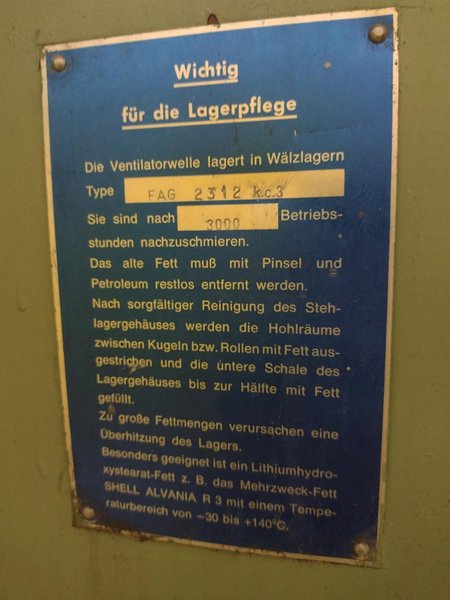 Wichtig
für die Lagerpflege
Die Ventilatorwelle lagert in Wälzlagern
Type FAG 2312 k.c.3
Sie sind nach 3000 Betriebs-
stunden nachzuschmieren.
Das alte Fett muß mit Pinsel und
Petroleum restlos entfernt werden.
Nach sorgfältiger Reinigung des Steh-
lagergehäuses werden die Hohlräume
zwischen Kugeln bzw. Rollen mit Fett aus-
gestrichen und die untere Schale des
Lagergehäuses bis zur Hälfte mit Fett
gefüllt.
Zu große Fettmengen verursachen eine
Überhitzung des Lagers.
Besonders geeignet ist ein Lithiumhydro-
xystearat-Fett z. B. das Mehrzweck-Fett
SHELL ALVANIA R 3 mit einem Tempe-
raturbereich von –30 bis +140°C.